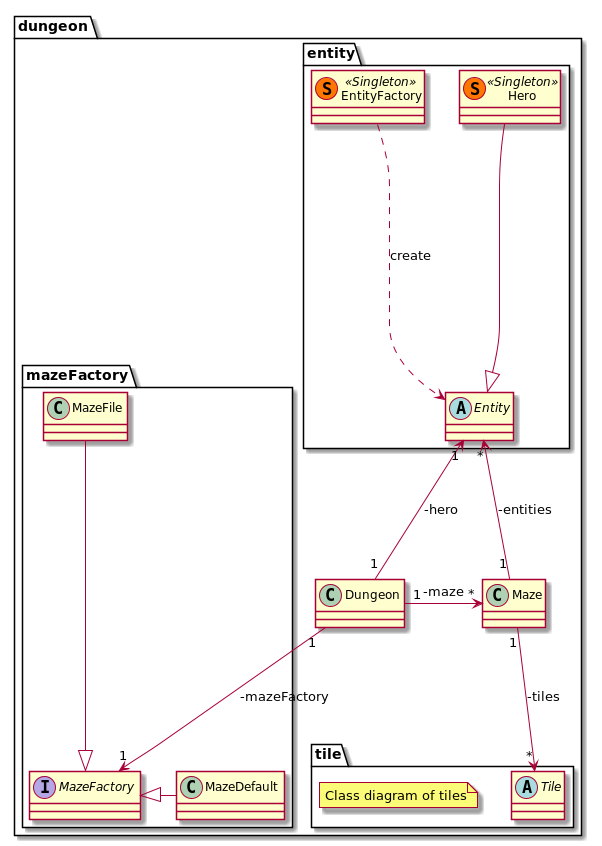 dungeon
entity
S «Singleton»
EntityFactory
S «Singleton»
Hero
create
mazeFactory
C MazeFile
A Entity
1
*
-hero
-entities
1
1
C Dungeon
1 -maze *
C Maze
1
1
-mazeFactory
-tiles
tile
1
*
I MazeFactory
C MazeDefault
Class diagram of tiles
A Tile